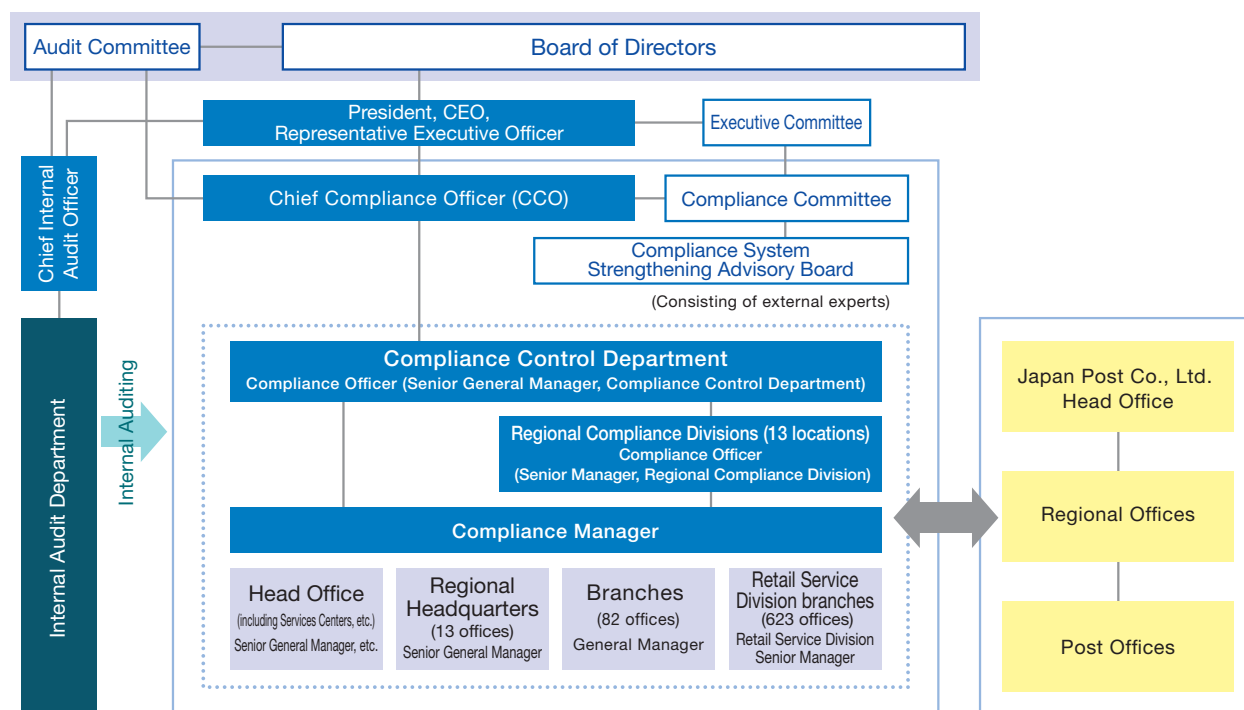 Audit Committee
Board of Directors
President, CEO,
Representative Executive Officer
Executive Committee
Chief Internal
Audit Officer
Chief Compliance Officer (CCO)
Compliance Committee
Compliance System
Strengthening Advisory Board
(Consisting of external experts)
Internal Audit Department
Internal Auditing
Compliance Control Department
Compliance Officer (Senior General Manager, Compliance Control Department)
Regional Compliance Divisions (13 locations)
Compliance Officer
(Senior Manager, Regional Compliance Division)
Compliance Manager
Head Office
(including Services Centers, etc.)
Senior General Manager, etc.
Regional
Headquarters
(13 offices)
Senior General Manager
Branches
(82 offices)
General Manager
Retail Service
Division branches
(623 offices)
Retail Service Division
Senior Manager
Japan Post Co., Ltd.
Head Office
Regional Offices
Post Offices